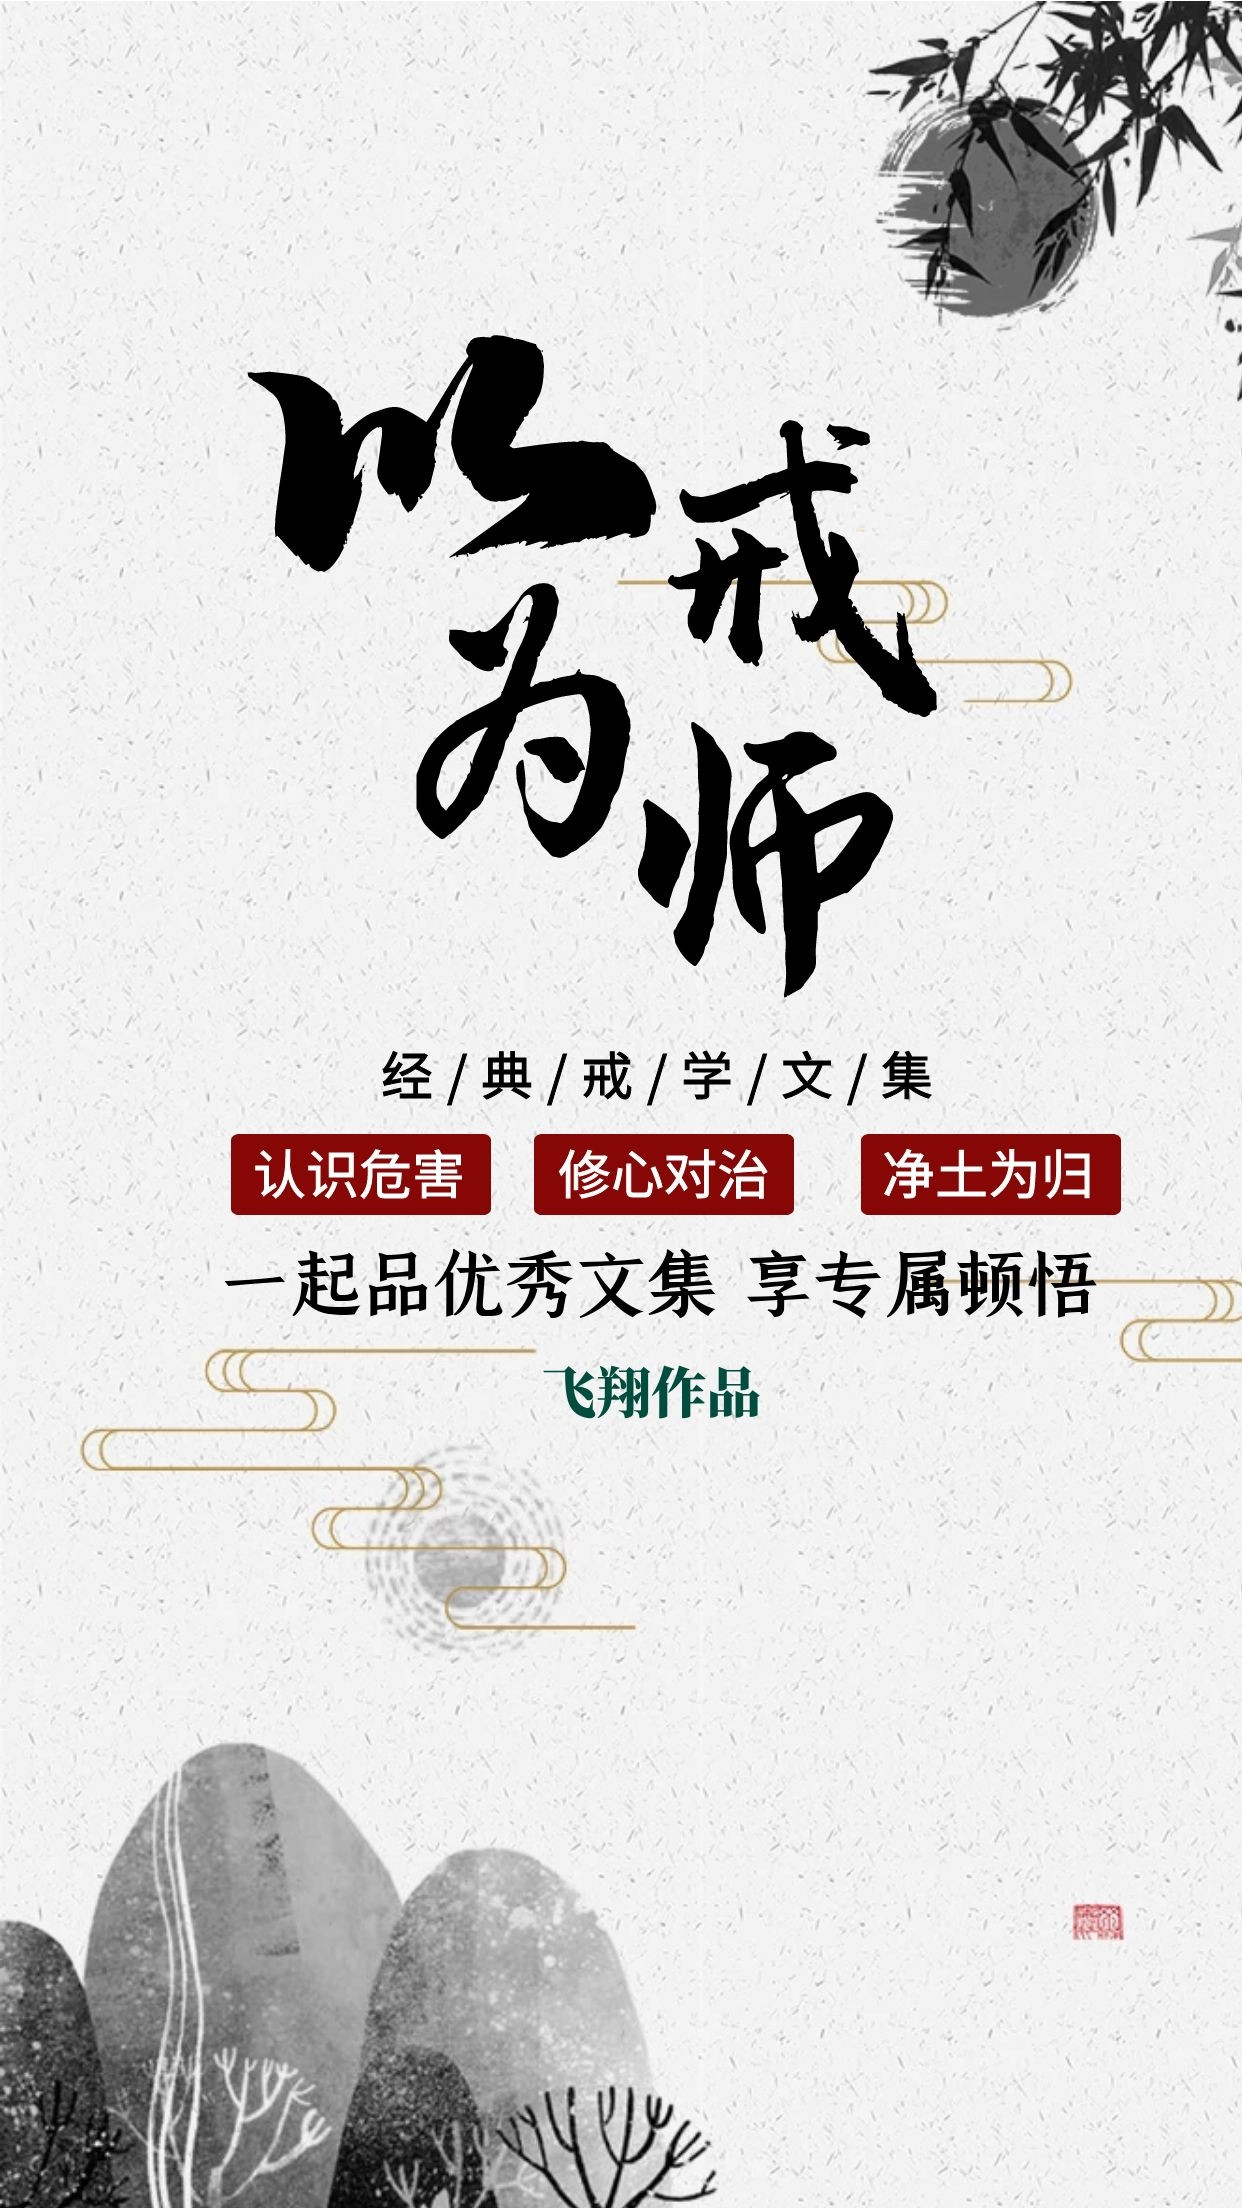 以戒
为师
经/典/戒/学/文/集
认识危害 修心对治 净土为归
一起品优秀文集 享专属顿悟
飞翔作品